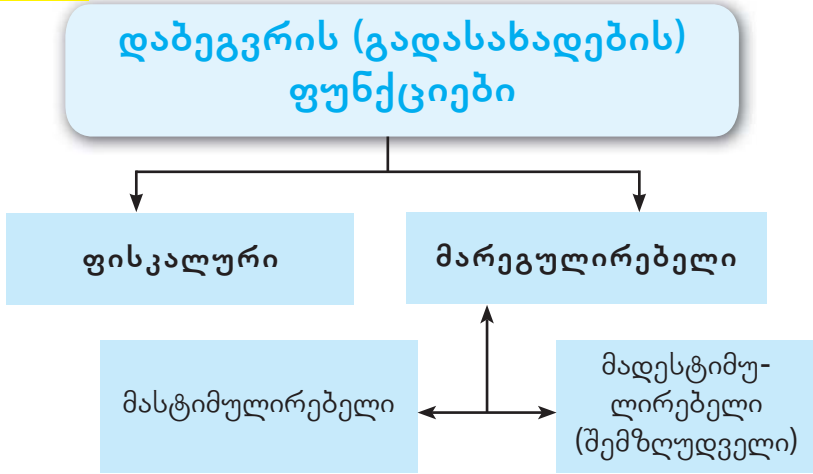 დაბეგვრის (გადასახადების)
ფუნქციები
ფისკალური
მარეგულირებელი
მასტიმულირებელი
მადესტიმუ-
ლირებელი
(შემზღუდველი)